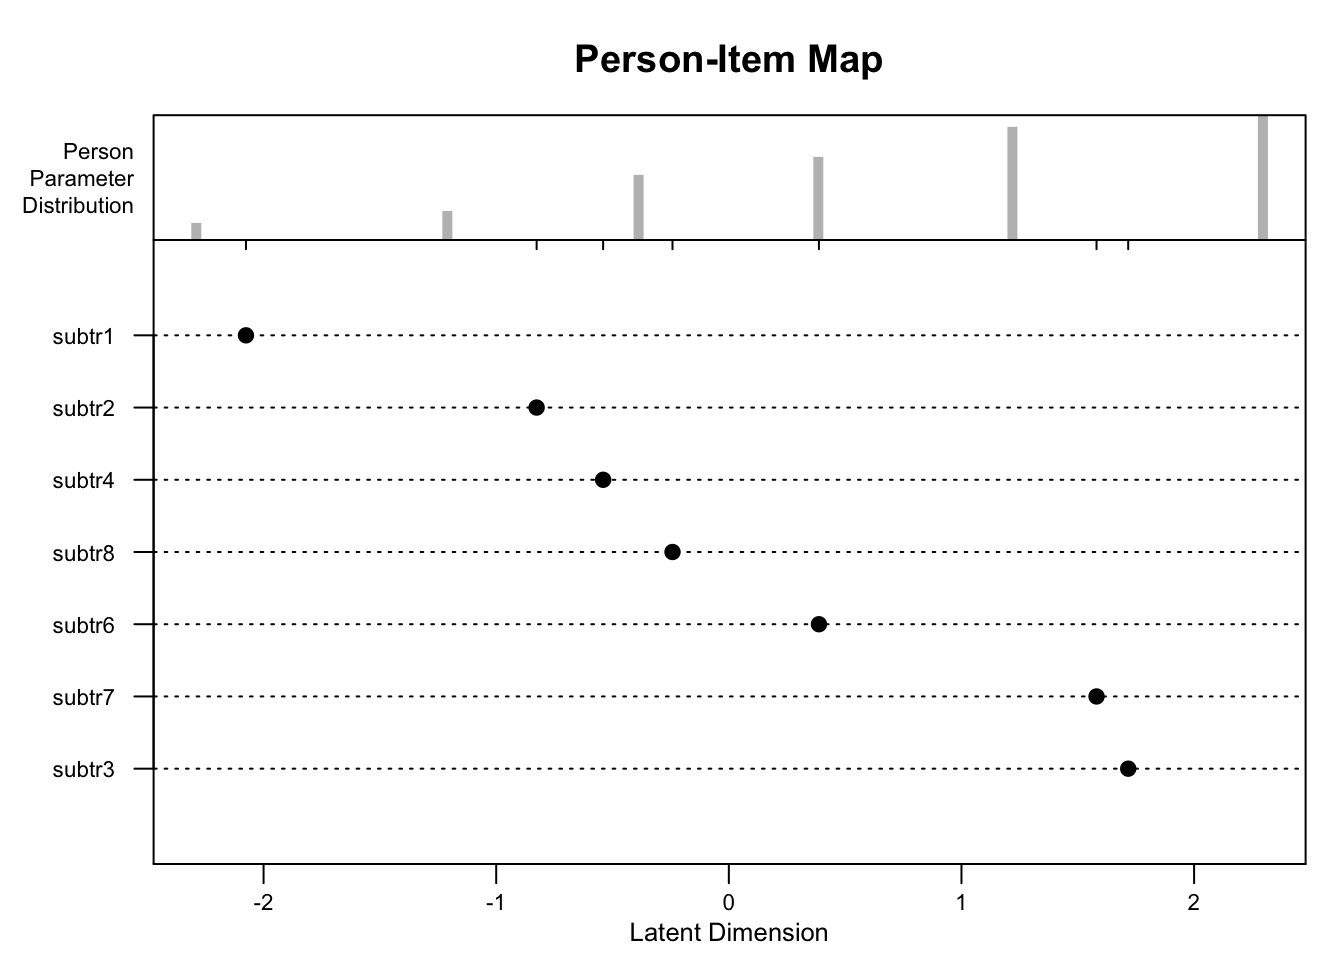 Person-Item Map
Person
Parameter
Distribution
subtr1
subtr2
subtr4
subtr8
subtr6
subtr7
subtr3
-2 -1 0 1 2
Latent Dimension